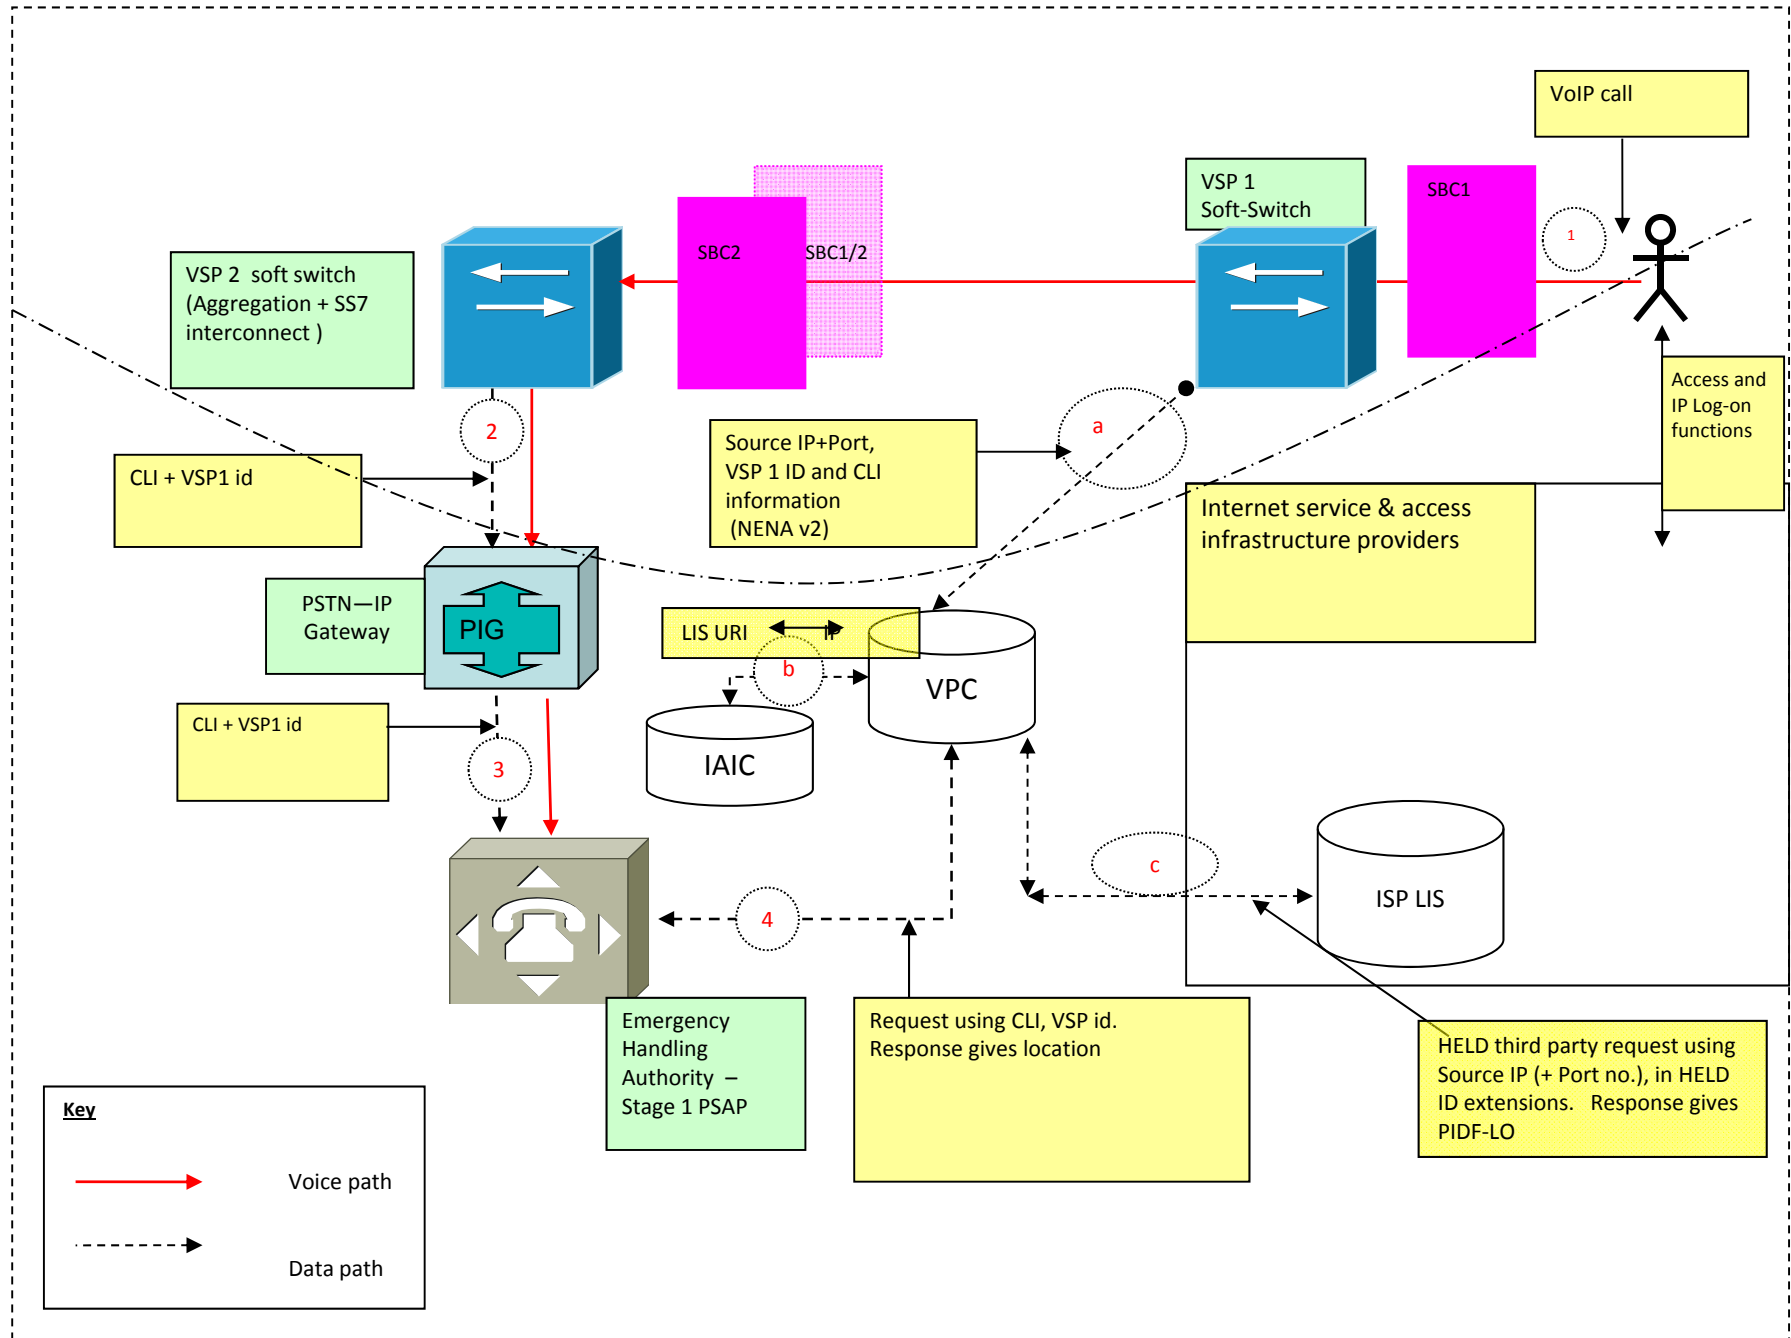 VoIP call
VSP 1
Soft-Switch
SBC1
1
SBC2
SBC1/2
VSP 2  soft switch
(Aggregation + SS7
interconnect )
Access and
IP Log-on
functions
2
a
Source IP+Port,
VSP 1 ID and CLI
information
(NENA v2)
CLI + VSP1 id
Internet service & access
infrastructure providers
PSTN—IP
Gateway
PIG
LIS URI
IP
b
VPC
CLI + VSP1 id
3
IAIC
c
ISP LIS
4
Emergency
Handling
Authority –
Stage 1 PSAP
Request using CLI, VSP id.
Response gives location
HELD third party request using
Source IP (+ Port no.), in HELD
ID extensions.   Response gives
PIDF-LO
Key
Voice path
Data path